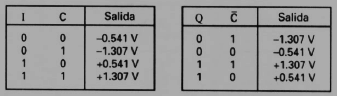 I C Salida
0 0 −0.541 V
0 1 −1.307 V
1 0 +0.541 V
1 1 +1.307 V
Q C̅ Salida
0 1 −1.307 V
0 0 −0.541 V
1 1 +1.307 V
1 0 +0.541 V